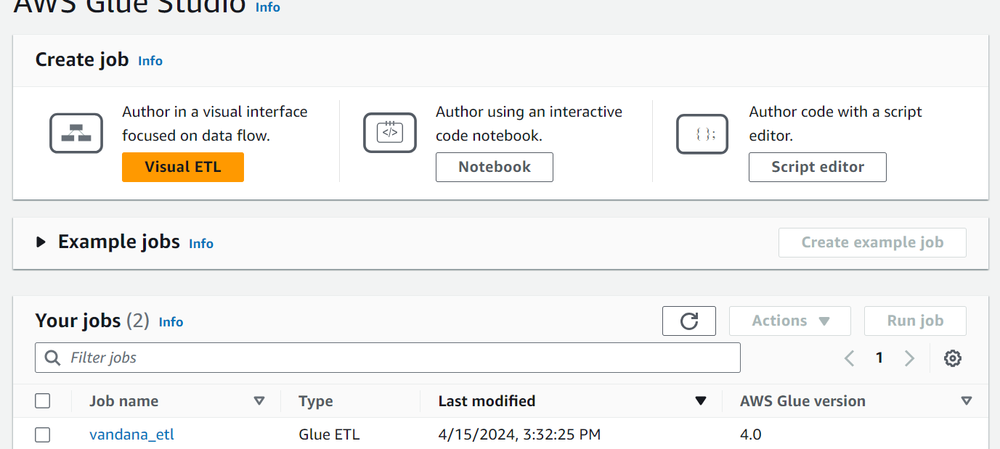 AWS Glue Studio Info
Create job Info
Author in a visual interface
focused on data flow.
Visual ETL
</>
Author using an interactive
code notebook.
Notebook
{ };
Author code with a script
editor.
Script editor
Example jobs Info
Create example job
Your jobs (2) Info
Actions
Run job
Filter jobs
1
Job name Type Last modified AWS Glue version
vandana_etl Glue ETL 4/15/2024, 3:32:25 PM 4.0